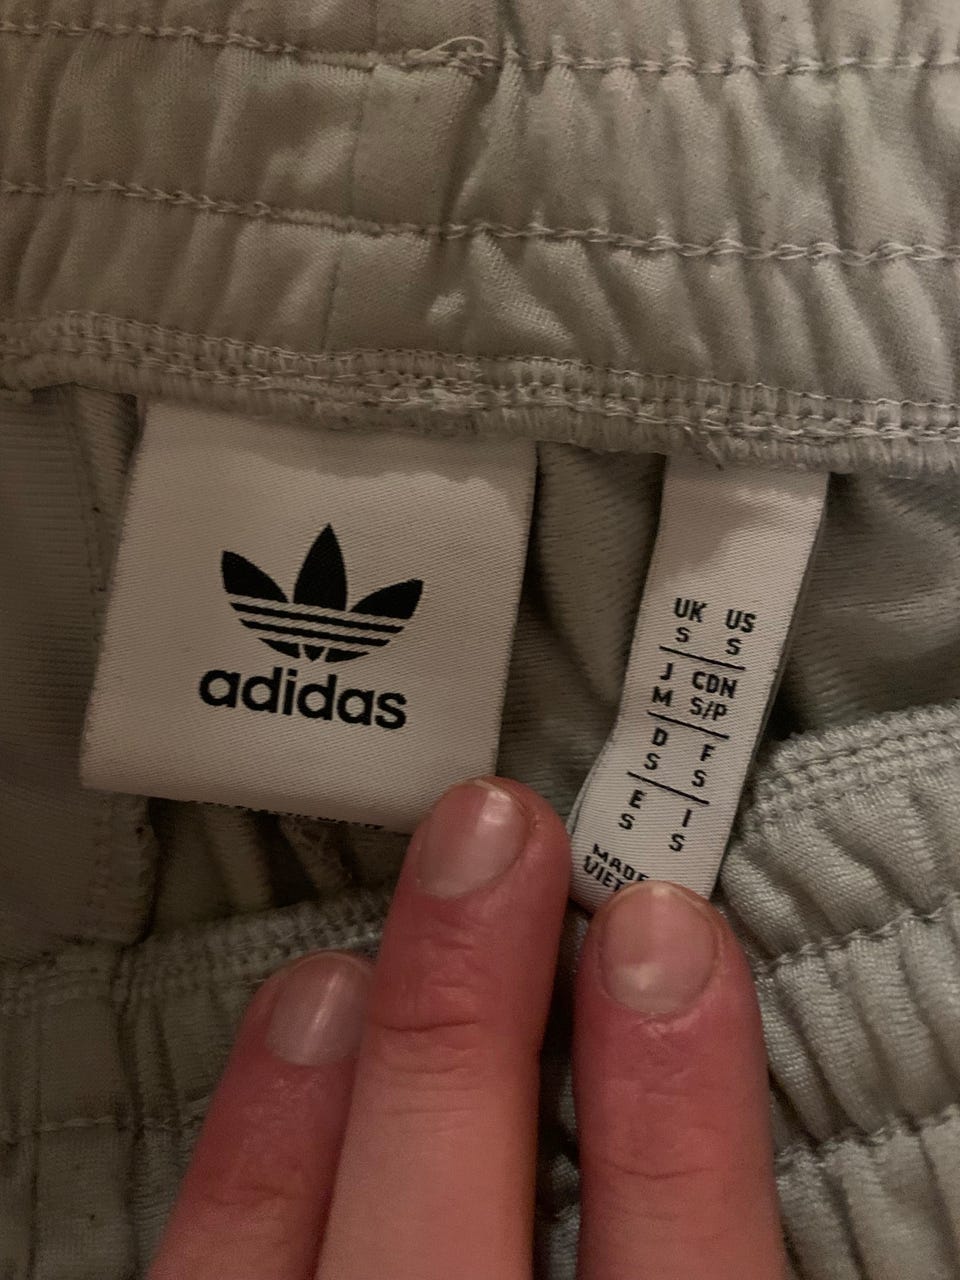 adidas
UK US
S S
J CDN
M S/P
D F
S S
E I
S S
MADE
VIET